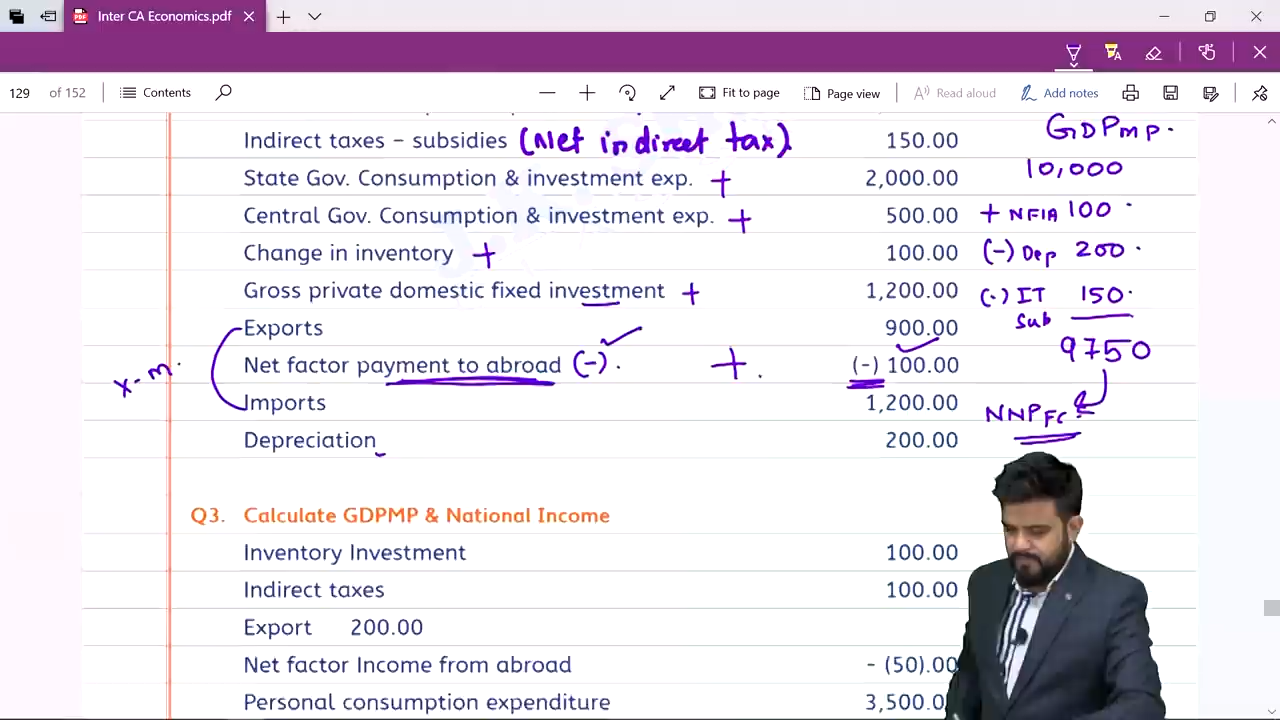 Inter CA Economics.pdf
129 of 152 Contents Fit to page Page view Read aloud Add notes
Indirect taxes – subsidies (Net indirect tax) 150.00
State Gov. Consumption & investment exp. + 2,000.00
Central Gov. Consumption & investment exp. + 500.00
Change in inventory + 100.00
Gross private domestic fixed investment + 1,200.00
Exports 900.00
Net factor payment to abroad (-). + (-) 100.00
Imports 1,200.00
Depreciation 200.00
x-m.
GDPMP.
10,000
+ NFIA 100
(-) Dep 200
(-) IT 150
Sub
9750
NNPFC
Q3. Calculate GDPMP & National Income
Inventory Investment 100.00
Indirect taxes 100.00
Export 200.00
Net factor Income from abroad - (50).00
Personal consumption expenditure 3,500.0